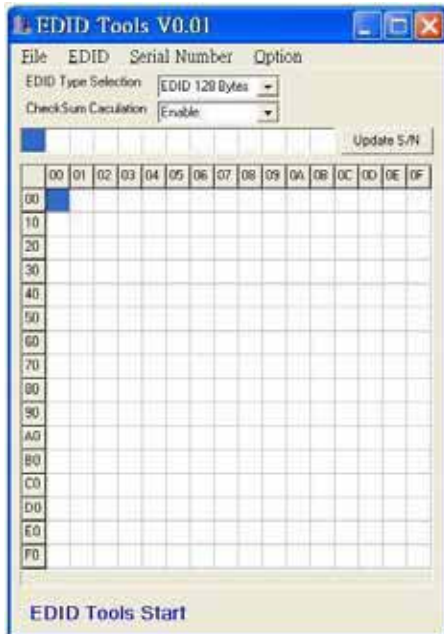 EDID Tools V0.01
File EDID Serial Number Option
EDID Type Selection EDID 128 Bytes
CheckSum Caculation Enable
Update S/N
00 01 02 03 04 05 06 07 08 09 0A 0B 0C 0D 0E 0F
00
10
20
30
40
50
60
70
80
90
A0
B0
C0
D0
E0
F0
EDID Tools Start